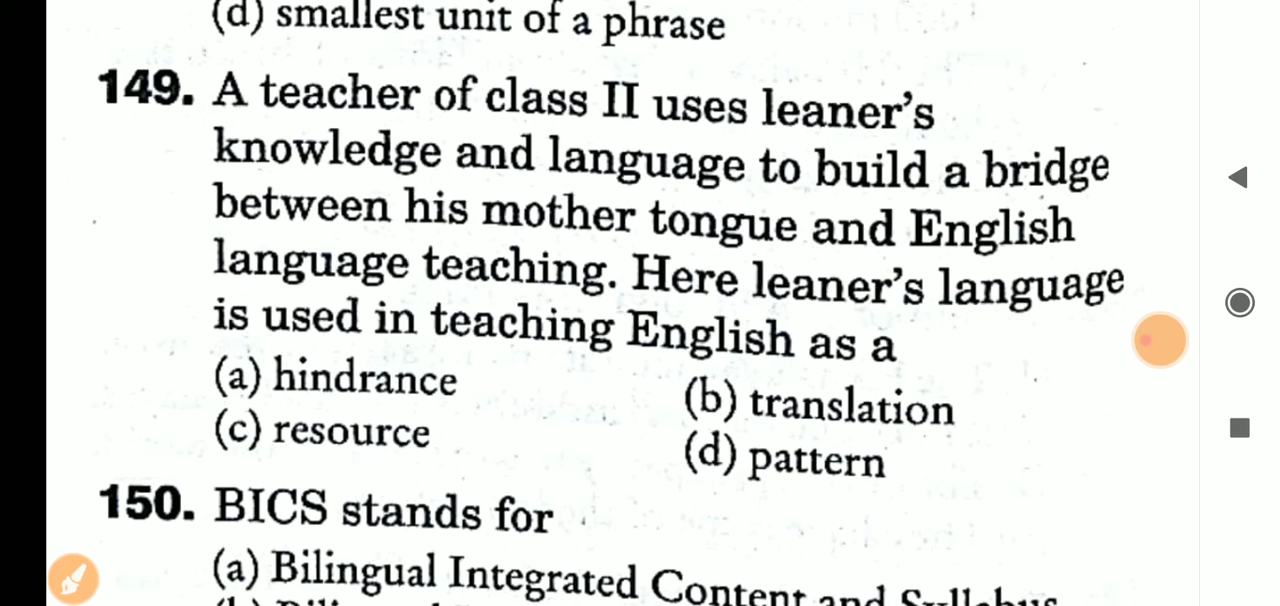 (d) smallest unit of a phrase
149. A teacher of class II uses leaner's
knowledge and language to build a bridge
between his mother tongue and English
language teaching. Here leaner's language
is used in teaching English as a
(a) hindrance (b) translation
(c) resource (d) pattern
150. BICS stands for
(a) Bilingual Integrated Content and Syllabus